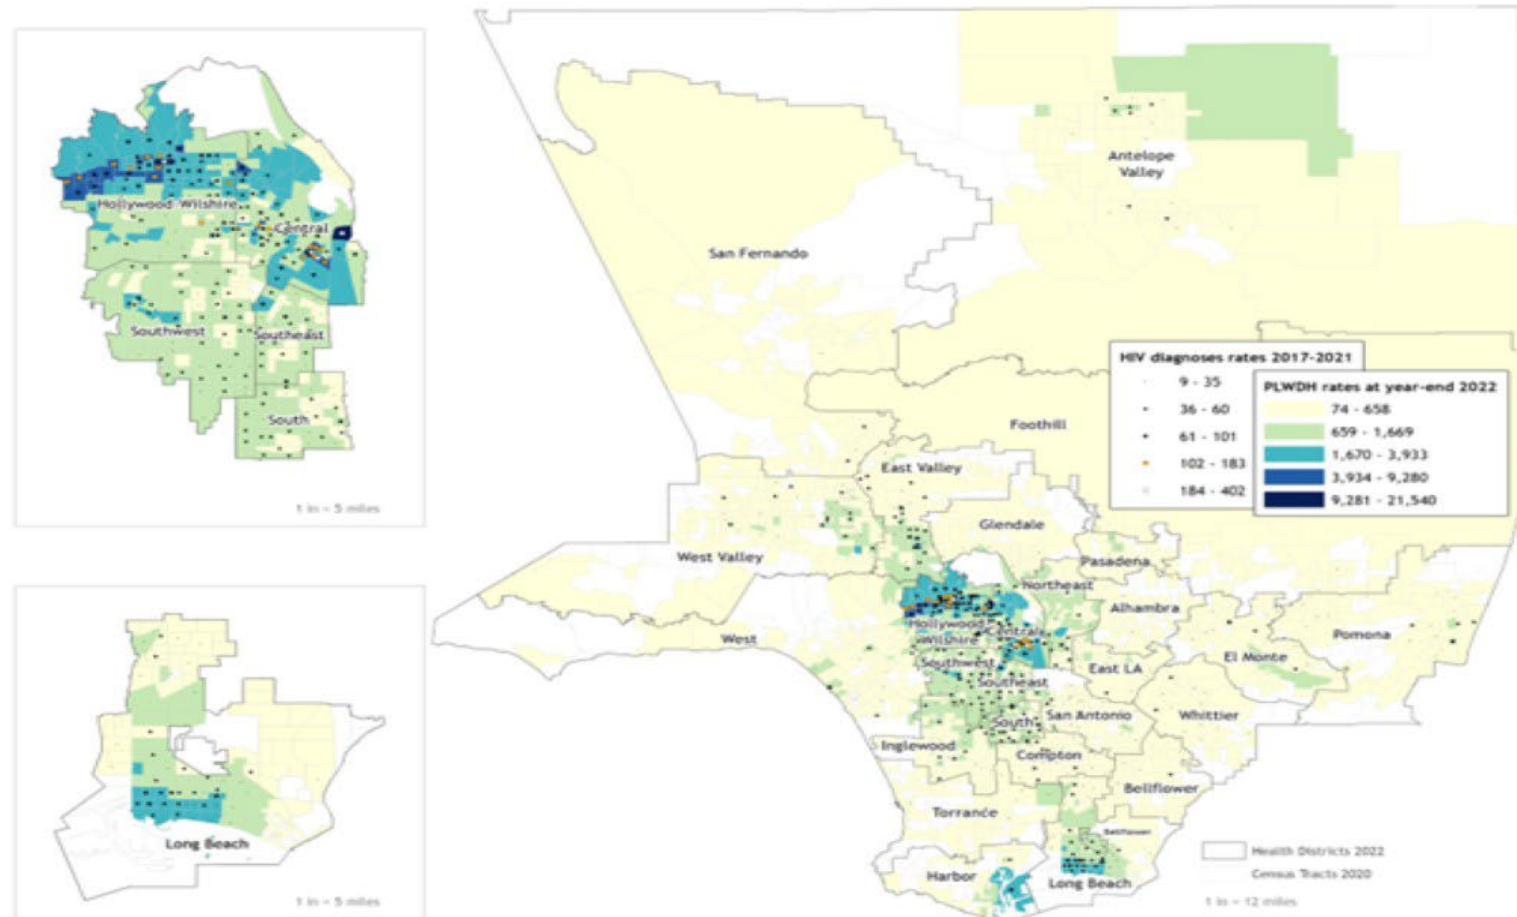 Hollywood-Wilshire
Central
Southwest
Southeast
South
1 in ~ 5 miles
Long Beach
1 in ~ 5 miles
Antelope
Valley
San Fernando
HIV diagnoses rates 2017-2021
9 - 35
36 - 60
61 - 101
102 - 183
184 - 402
PLWDH rates at year-end 2022
74 - 658
659 - 1,669
1,670 - 3,933
3,934 - 9,280
9,281 - 21,540
Foothill
East Valley
Glendale
West Valley
Pasadena
Northeast
Alhambra
Hollywood
Wilshire
Central
West
Pomona
El Monte
Southwest
East LA
Southeast
San Antonio
Whittier
South
Inglewood
Compton
Bellflower
Torrance
Bellflower
Harbor
Long Beach
Health Districts 2022
Census Tracts 2020
1 in ~ 12 miles